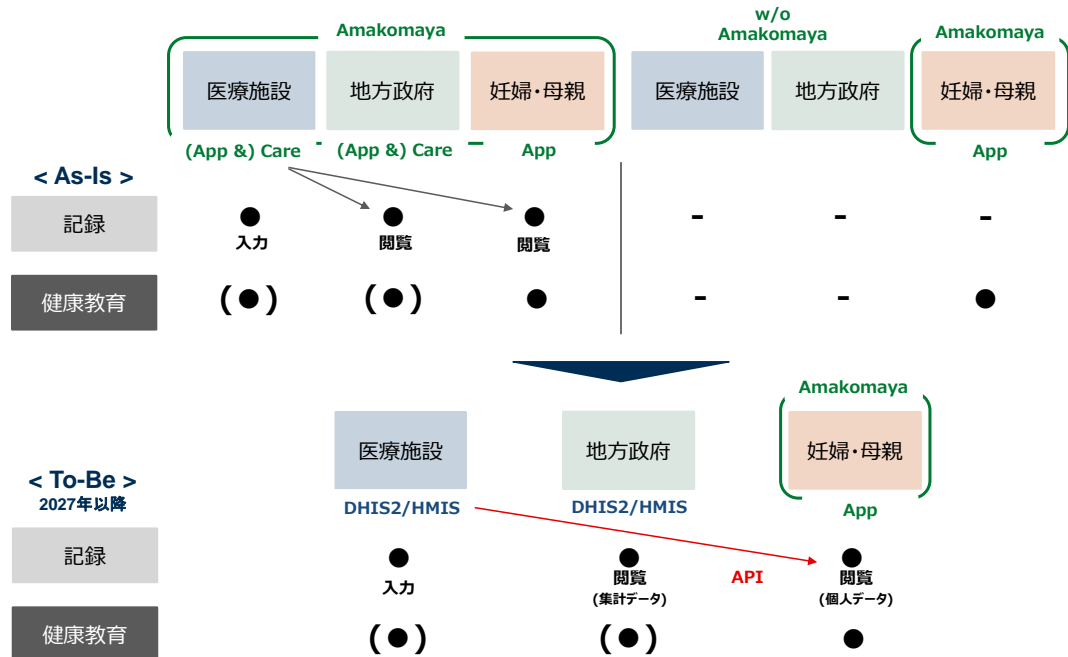 w/o
Amakomaya
Amakomaya
Amakomaya
医療施設
地方政府
妊婦・母親
医療施設
地方政府
妊婦・母親
(App &) Care
(App &) Care
App
App
< As-Is >
記録
●
●
●
-
-
-
入力
閲覧
閲覧
健康教育
(●)
(●)
●
-
-
●
Amakomaya
医療施設
地方政府
妊婦・母親
< To-Be >
2027年以降
DHIS2/HMIS
DHIS2/HMIS
App
記録
●
●
●
入力
閲覧
(集計データ)
API
閲覧
(個人データ)
健康教育
(●)
(●)
●